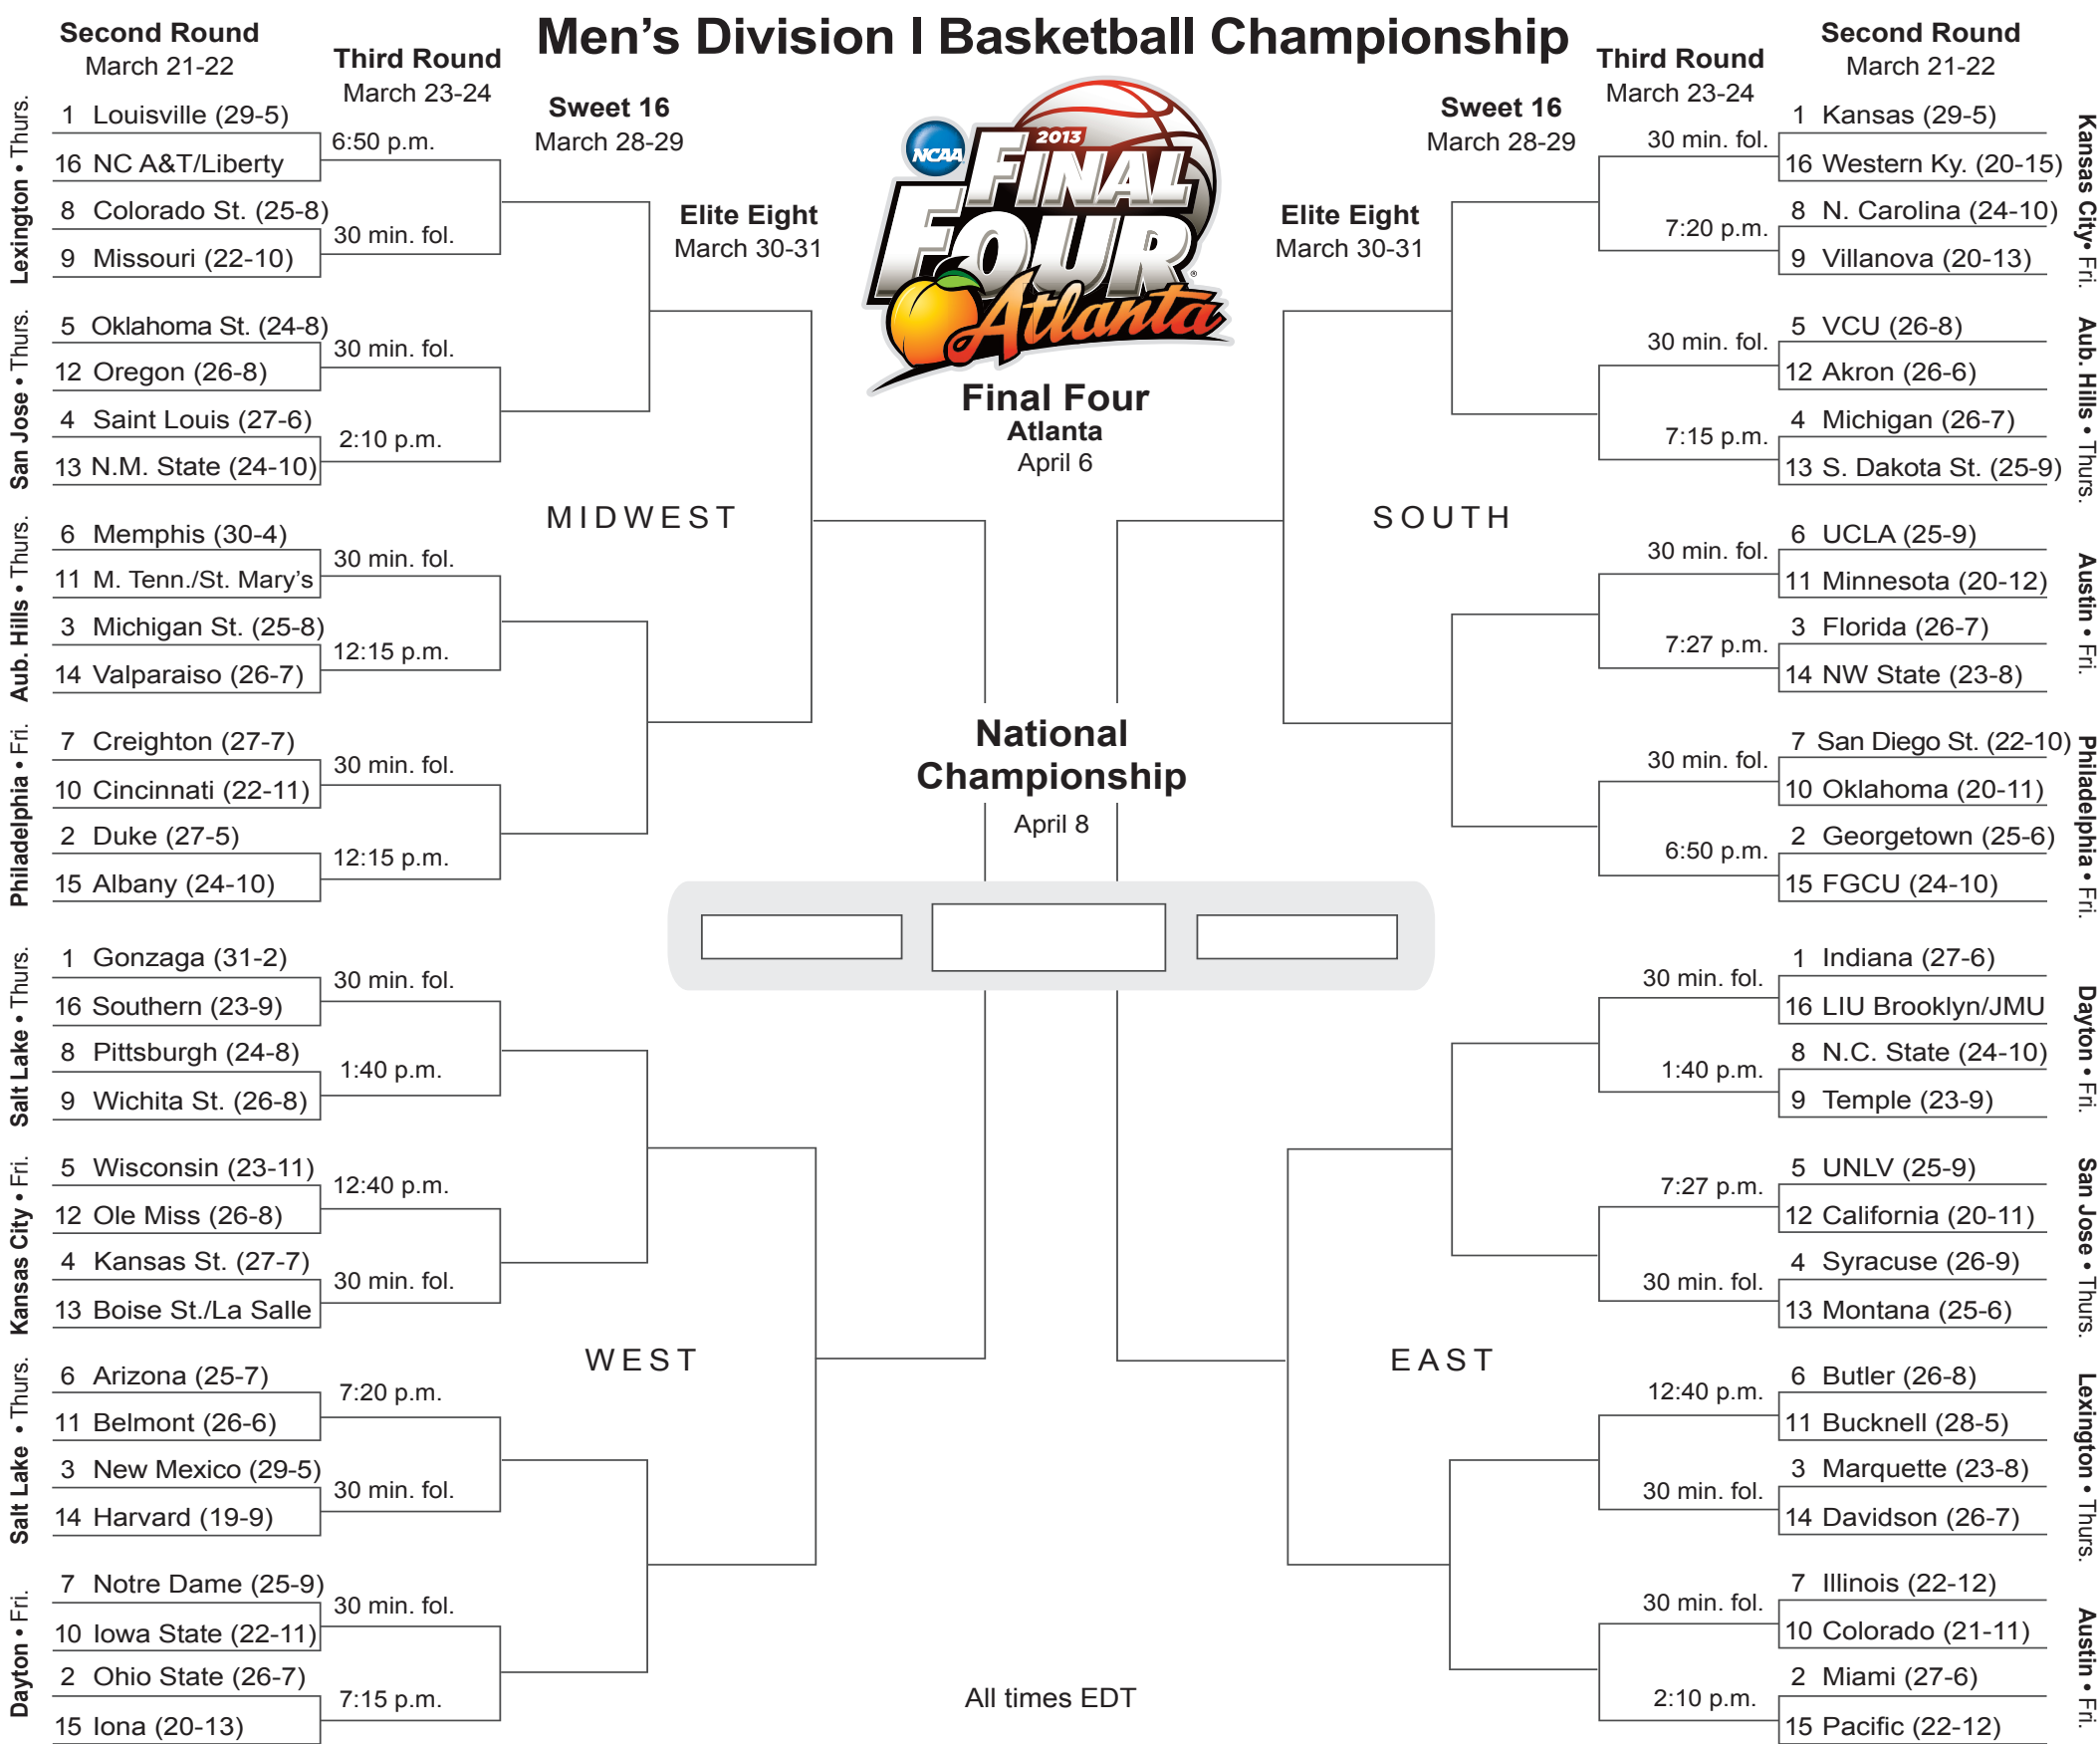 Men's Division I Basketball Championship
Second Round
March 21-22
Third Round
March 23-24
Sweet 16
March 28-29
Elite Eight
March 30-31
NCAA
2013
FINAL
FOUR
Atlanta
®
Final Four
Atlanta
April 6
Elite Eight
March 30-31
Sweet 16
March 28-29
Third Round
March 23-24
Second Round
March 21-22
MIDWEST
Lexington • Thurs.
1 Louisville (29-5)
6:50 p.m.
16 NC A&T/Liberty
8 Colorado St. (25-8)
30 min. fol.
9 Missouri (22-10)
San Jose • Thurs.
5 Oklahoma St. (24-8)
30 min. fol.
12 Oregon (26-8)
4 Saint Louis (27-6)
2:10 p.m.
13 N.M. State (24-10)
Aub. Hills • Thurs.
6 Memphis (30-4)
30 min. fol.
11 M. Tenn./St. Mary's
3 Michigan St. (25-8)
12:15 p.m.
14 Valparaiso (26-7)
Philadelphia • Fri.
7 Creighton (27-7)
30 min. fol.
10 Cincinnati (22-11)
2 Duke (27-5)
12:15 p.m.
15 Albany (24-10)
WEST
Salt Lake • Thurs.
1 Gonzaga (31-2)
30 min. fol.
16 Southern (23-9)
8 Pittsburgh (24-8)
1:40 p.m.
9 Wichita St. (26-8)
Kansas City • Fri.
5 Wisconsin (23-11)
12:40 p.m.
12 Ole Miss (26-8)
4 Kansas St. (27-7)
30 min. fol.
13 Boise St./La Salle
Salt Lake • Thurs.
6 Arizona (25-7)
7:20 p.m.
11 Belmont (26-6)
3 New Mexico (29-5)
30 min. fol.
14 Harvard (19-9)
Dayton • Fri.
7 Notre Dame (25-9)
30 min. fol.
10 Iowa State (22-11)
2 Ohio State (26-7)
7:15 p.m.
15 Iona (20-13)
National
Championship
April 8
All times EDT
SOUTH
Kansas City• Fri.
1 Kansas (29-5)
30 min. fol.
16 Western Ky. (20-15)
8 N. Carolina (24-10)
7:20 p.m.
9 Villanova (20-13)
Aub. Hills • Thurs.
5 VCU (26-8)
30 min. fol.
12 Akron (26-6)
4 Michigan (26-7)
7:15 p.m.
13 S. Dakota St. (25-9)
Austin • Fri.
6 UCLA (25-9)
30 min. fol.
11 Minnesota (20-12)
3 Florida (26-7)
7:27 p.m.
14 NW State (23-8)
Philadelphia • Fri.
7 San Diego St. (22-10)
30 min. fol.
10 Oklahoma (20-11)
2 Georgetown (25-6)
6:50 p.m.
15 FGCU (24-10)
EAST
Dayton • Fri.
1 Indiana (27-6)
30 min. fol.
16 LIU Brooklyn/JMU
8 N.C. State (24-10)
1:40 p.m.
9 Temple (23-9)
San Jose • Thurs.
5 UNLV (25-9)
7:27 p.m.
12 California (20-11)
4 Syracuse (26-9)
30 min. fol.
13 Montana (25-6)
Lexington • Thurs.
6 Butler (26-8)
12:40 p.m.
11 Bucknell (28-5)
3 Marquette (23-8)
30 min. fol.
14 Davidson (26-7)
Austin • Fri.
7 Illinois (22-12)
30 min. fol.
10 Colorado (21-11)
2 Miami (27-6)
2:10 p.m.
15 Pacific (22-12)